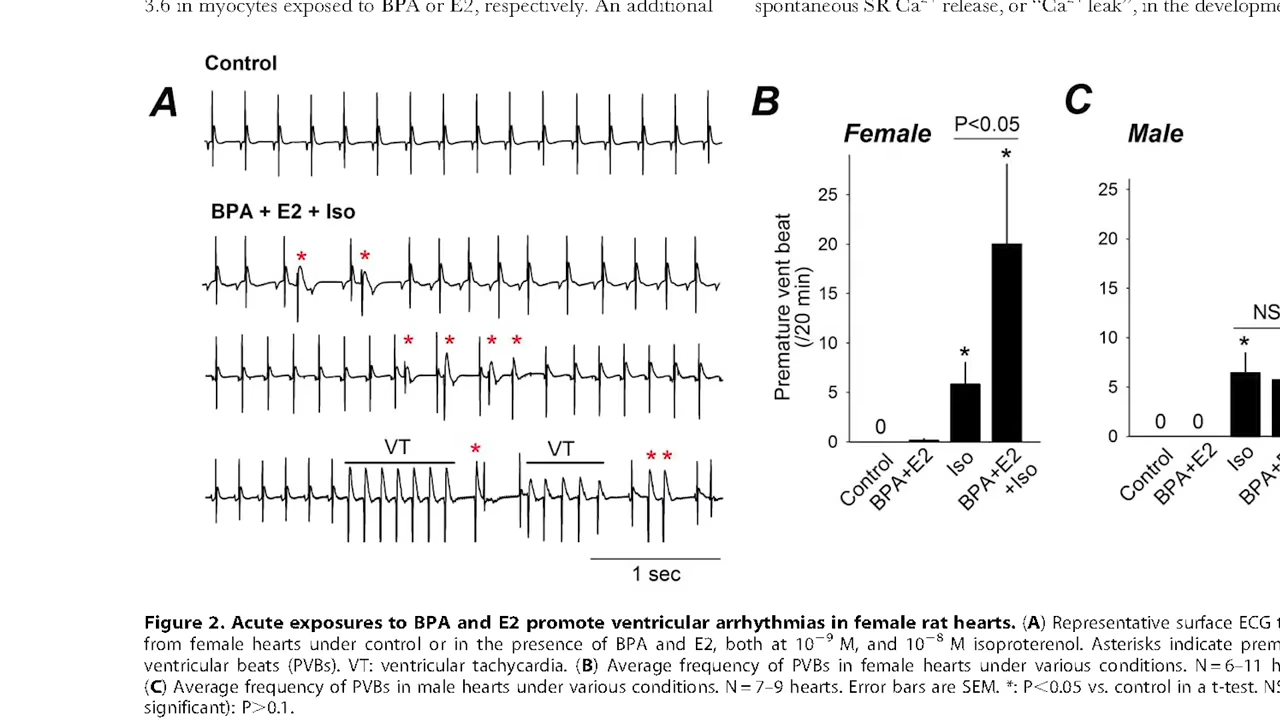 3.6 in myocytes exposed to BPA or E2, respectively. An additional
spontaneous SR Ca²⁺ release, or "Ca²⁺ leak", in the developme
Control
A
BPA + E2 + Iso
* *
* * * *
VT * VT * *
1 sec
B
Female
P<0.05
*
*
Premature vent beat
(/20 min)
25
20
15
10
5
0
0
Control
BPA+E2
Iso
BPA+E2
+Iso
C
Male
25
20
15
10
5
0
NS
*
0 0
Control
BPA+E2
Iso
BPA+
Figure 2. Acute exposures to BPA and E2 promote ventricular arrhythmias in female rat hearts. (A) Representative surface ECG t
from female hearts under control or in the presence of BPA and E2, both at 10⁻⁹ M, and 10⁻⁸ M isoproterenol. Asterisks indicate prem
ventricular beats (PVBs). VT: ventricular tachycardia. (B) Average frequency of PVBs in female hearts under various conditions. N = 6–11 h
(C) Average frequency of PVBs in male hearts under various conditions. N = 7–9 hearts. Error bars are SEM. *: P<0.05 vs. control in a t-test. NS
significant): P>0.1.